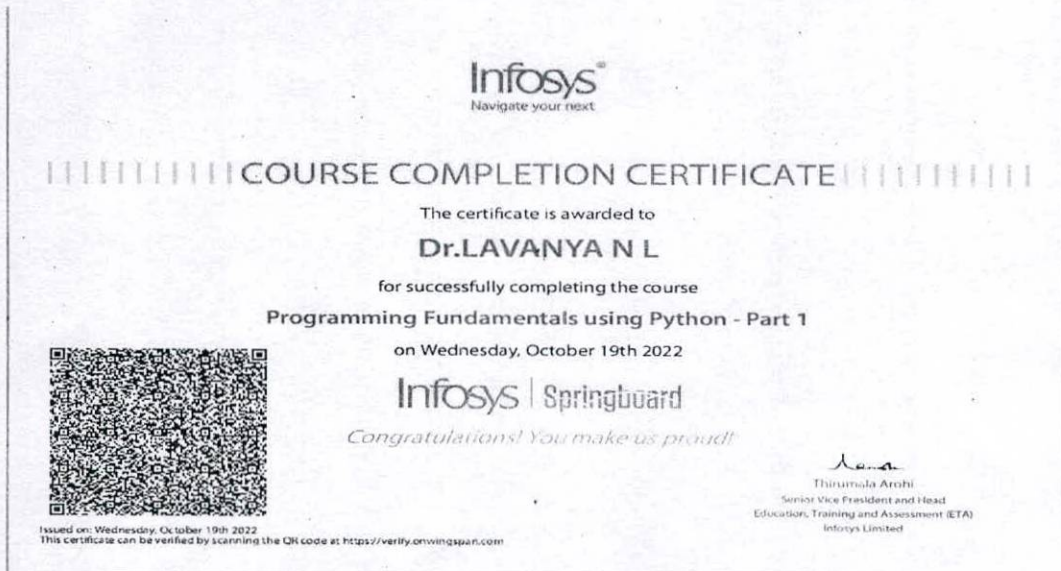 Infosys®
Navigate your next
COURSE COMPLETION CERTIFICATE
The certificate is awarded to
Dr.LAVANYA N L
for successfully completing the course
Programming Fundamentals using Python - Part 1
on Wednesday, October 19th 2022
Infosys | Springboard
Congratulations! You make us proud!
Thirumala Arohi
Senior Vice President and Head
Education, Training and Assessment (ETA)
Infosys Limited
Issued on: Wednesday, October 19th 2022
This certificate can be verified by scanning the QR code at https://verify.onwingspan.com